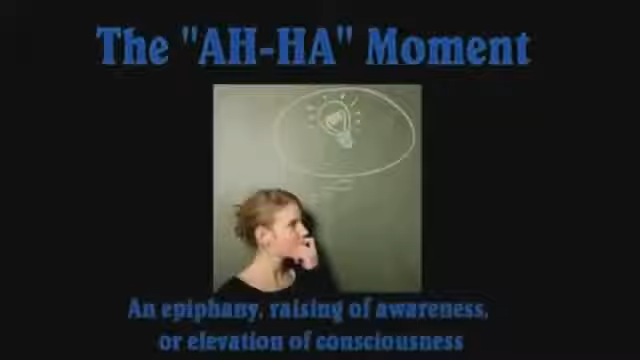 The "AH-HA" Moment
An epiphany, raising of awareness,
or elevation of consciousness